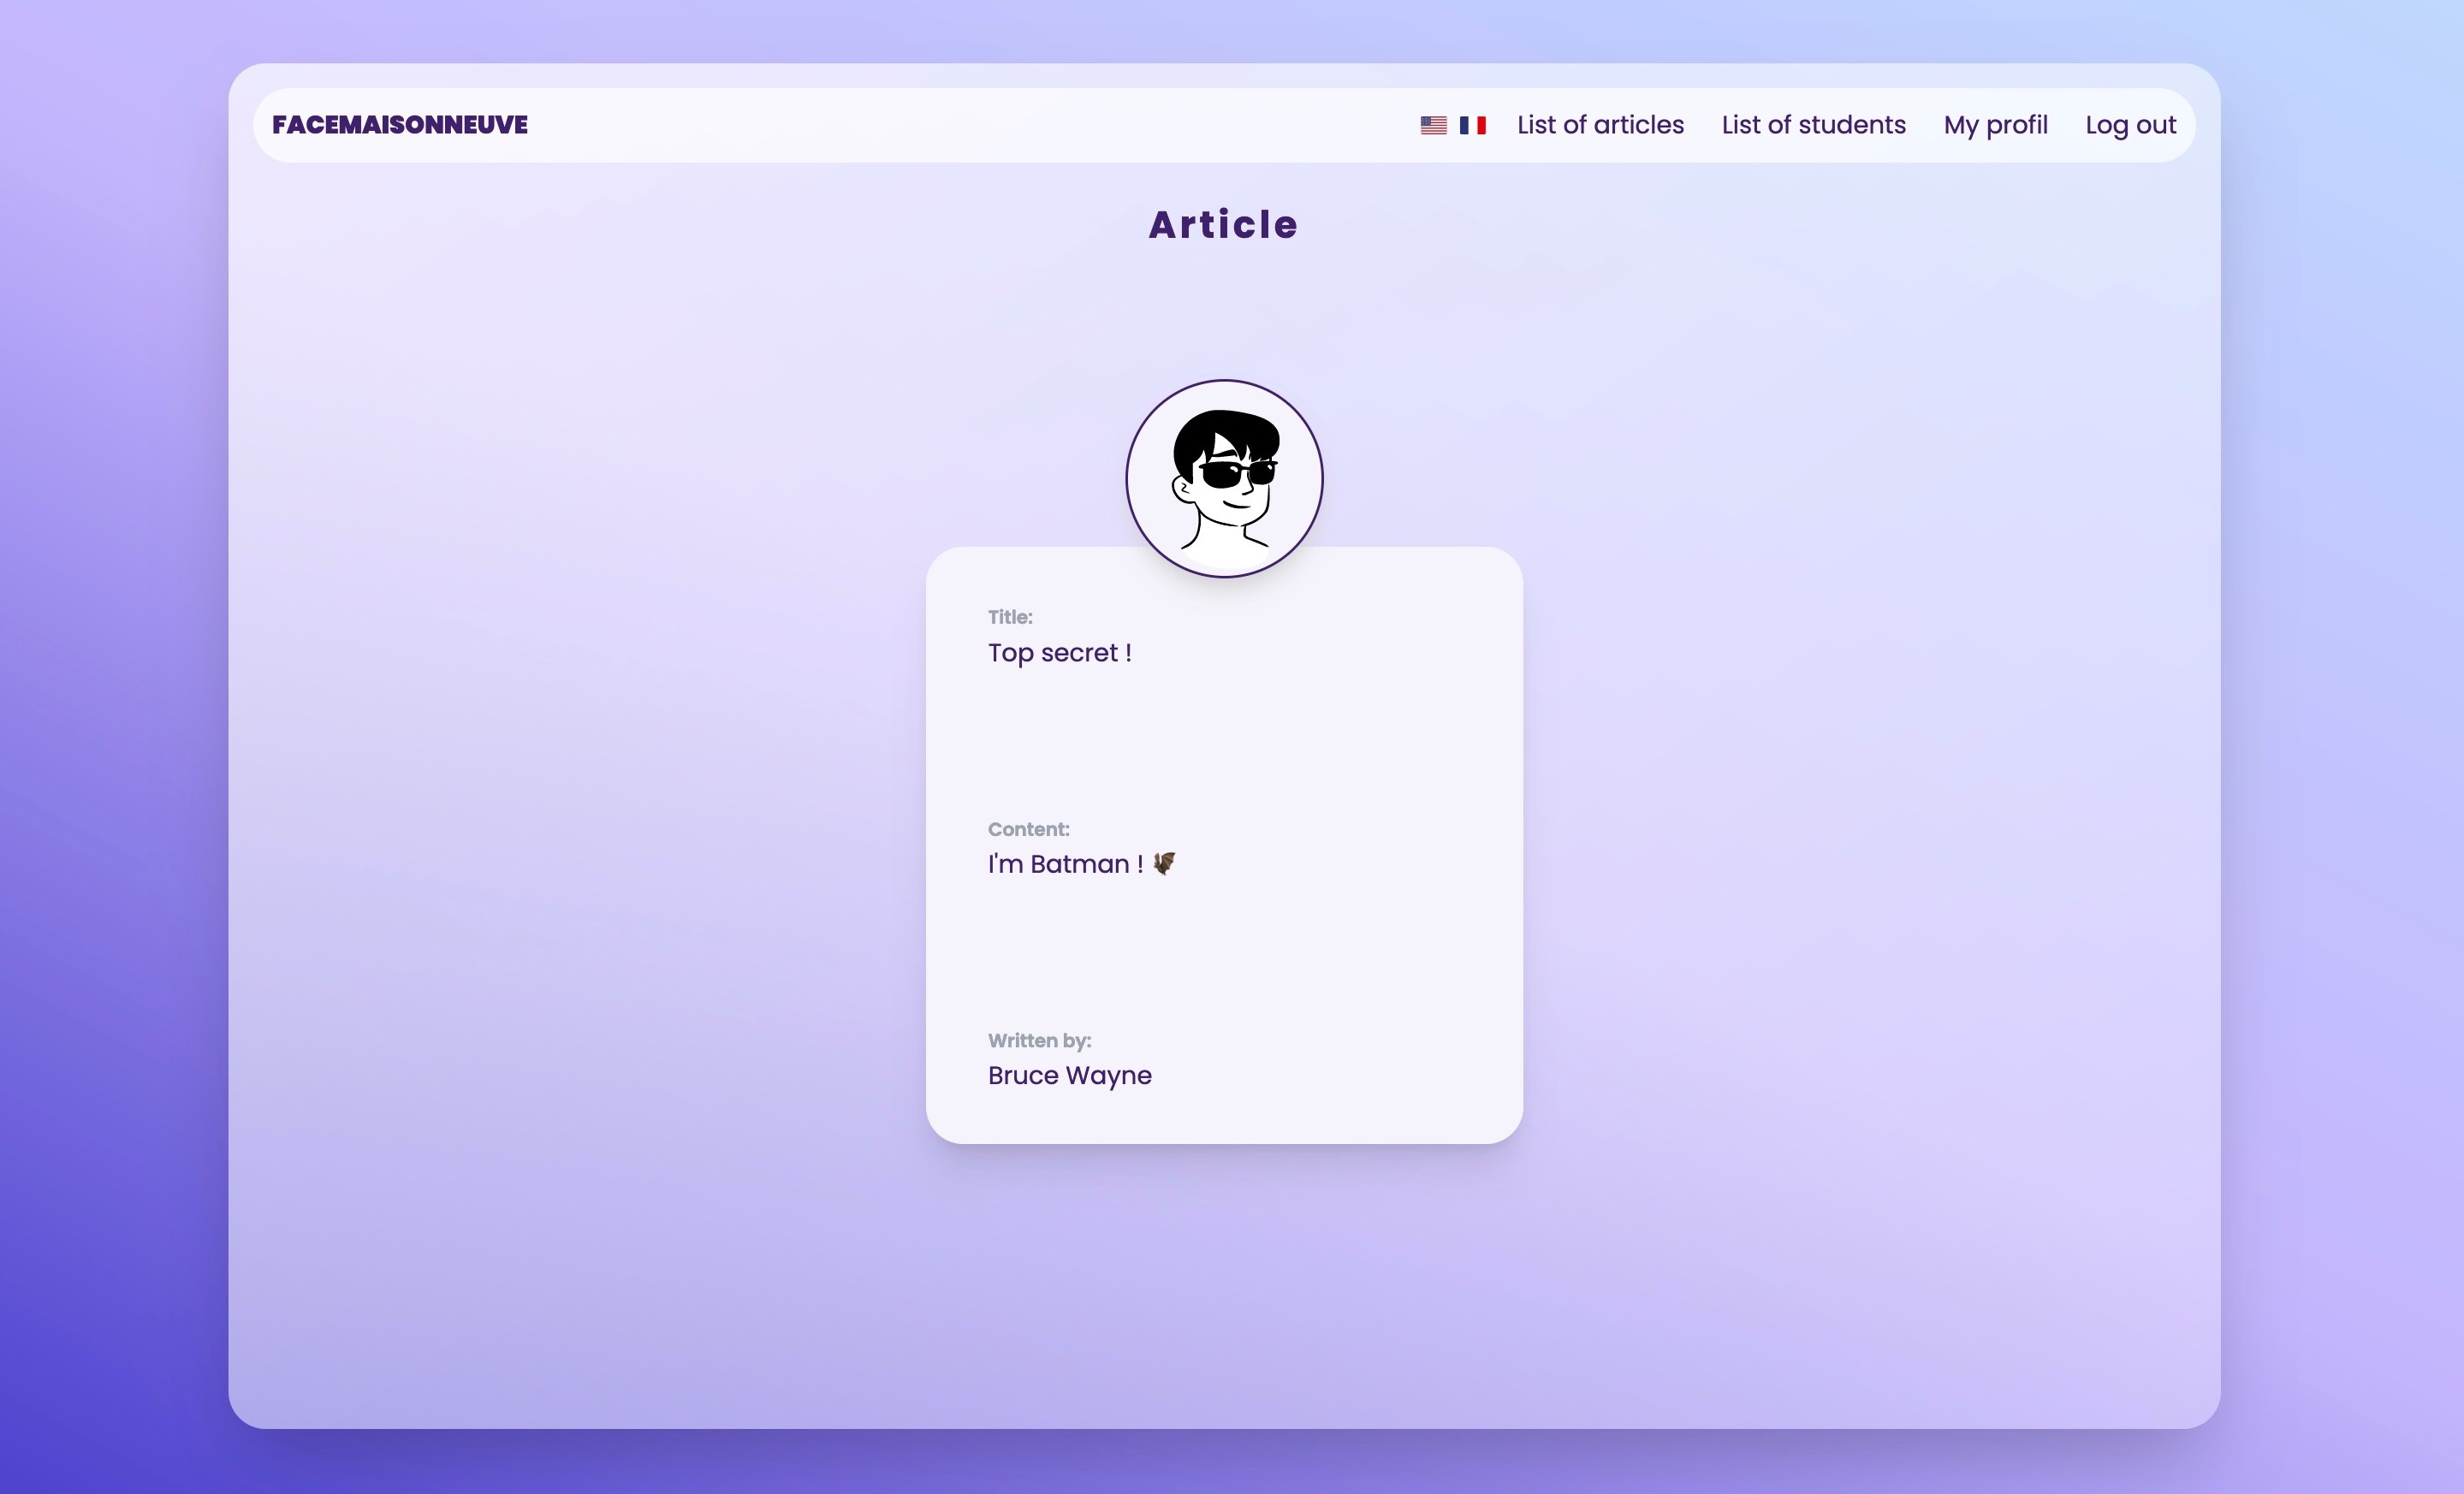 FACEMAISONNEUVE
List of articles
List of students
My profil
Log out
Article
Title:
Top secret !
Content:
I'm Batman ! 🦇
Written by:
Bruce Wayne